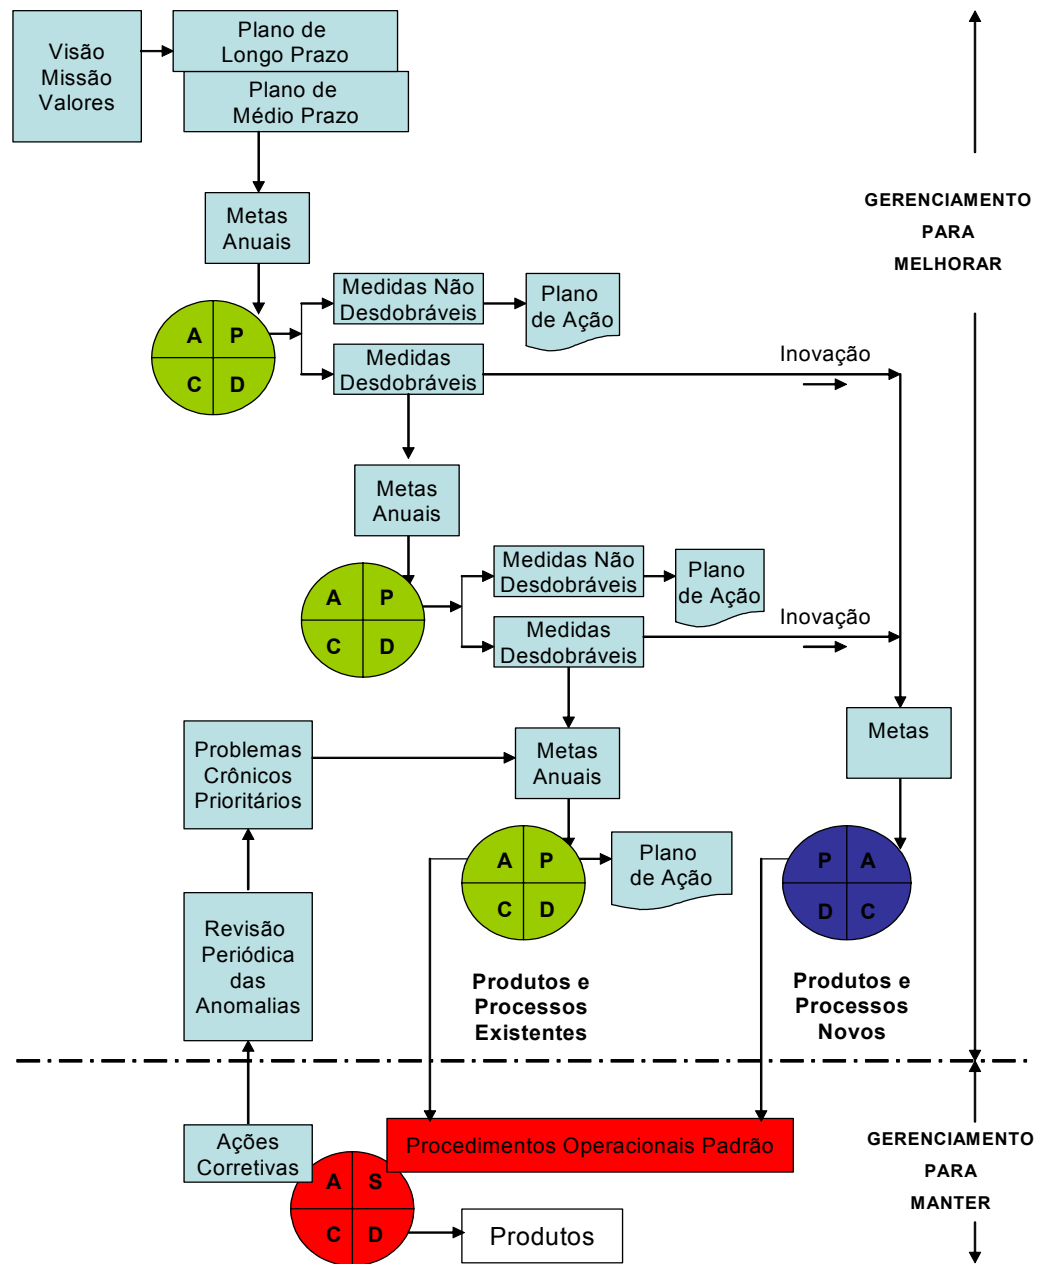 Visão
Missão
Valores
Plano de
Longo Prazo
Plano de
Médio Prazo
GERENCIAMENTO
PARA
MELHORAR
Metas
Anuais
Medidas Não
Desdobráveis
Plano
de Ação
A P
C D
Medidas
Desdobráveis
Inovação
Metas
Anuais
Medidas Não
Desdobráveis
Plano
de Ação
A P
C D
Medidas
Desdobráveis
Inovação
Problemas
Crônicos
Prioritários
Metas
Anuais
Metas
A P
C D
Plano
de Ação
P A
D C
Revisão
Periódica
das
Anomalias
Produtos e
Processos
Existentes
Produtos e
Processos
Novos
Ações
Corretivas
Procedimentos Operacionais Padrão
GERENCIAMENTO
PARA
MANTER
A S
C D
Produtos